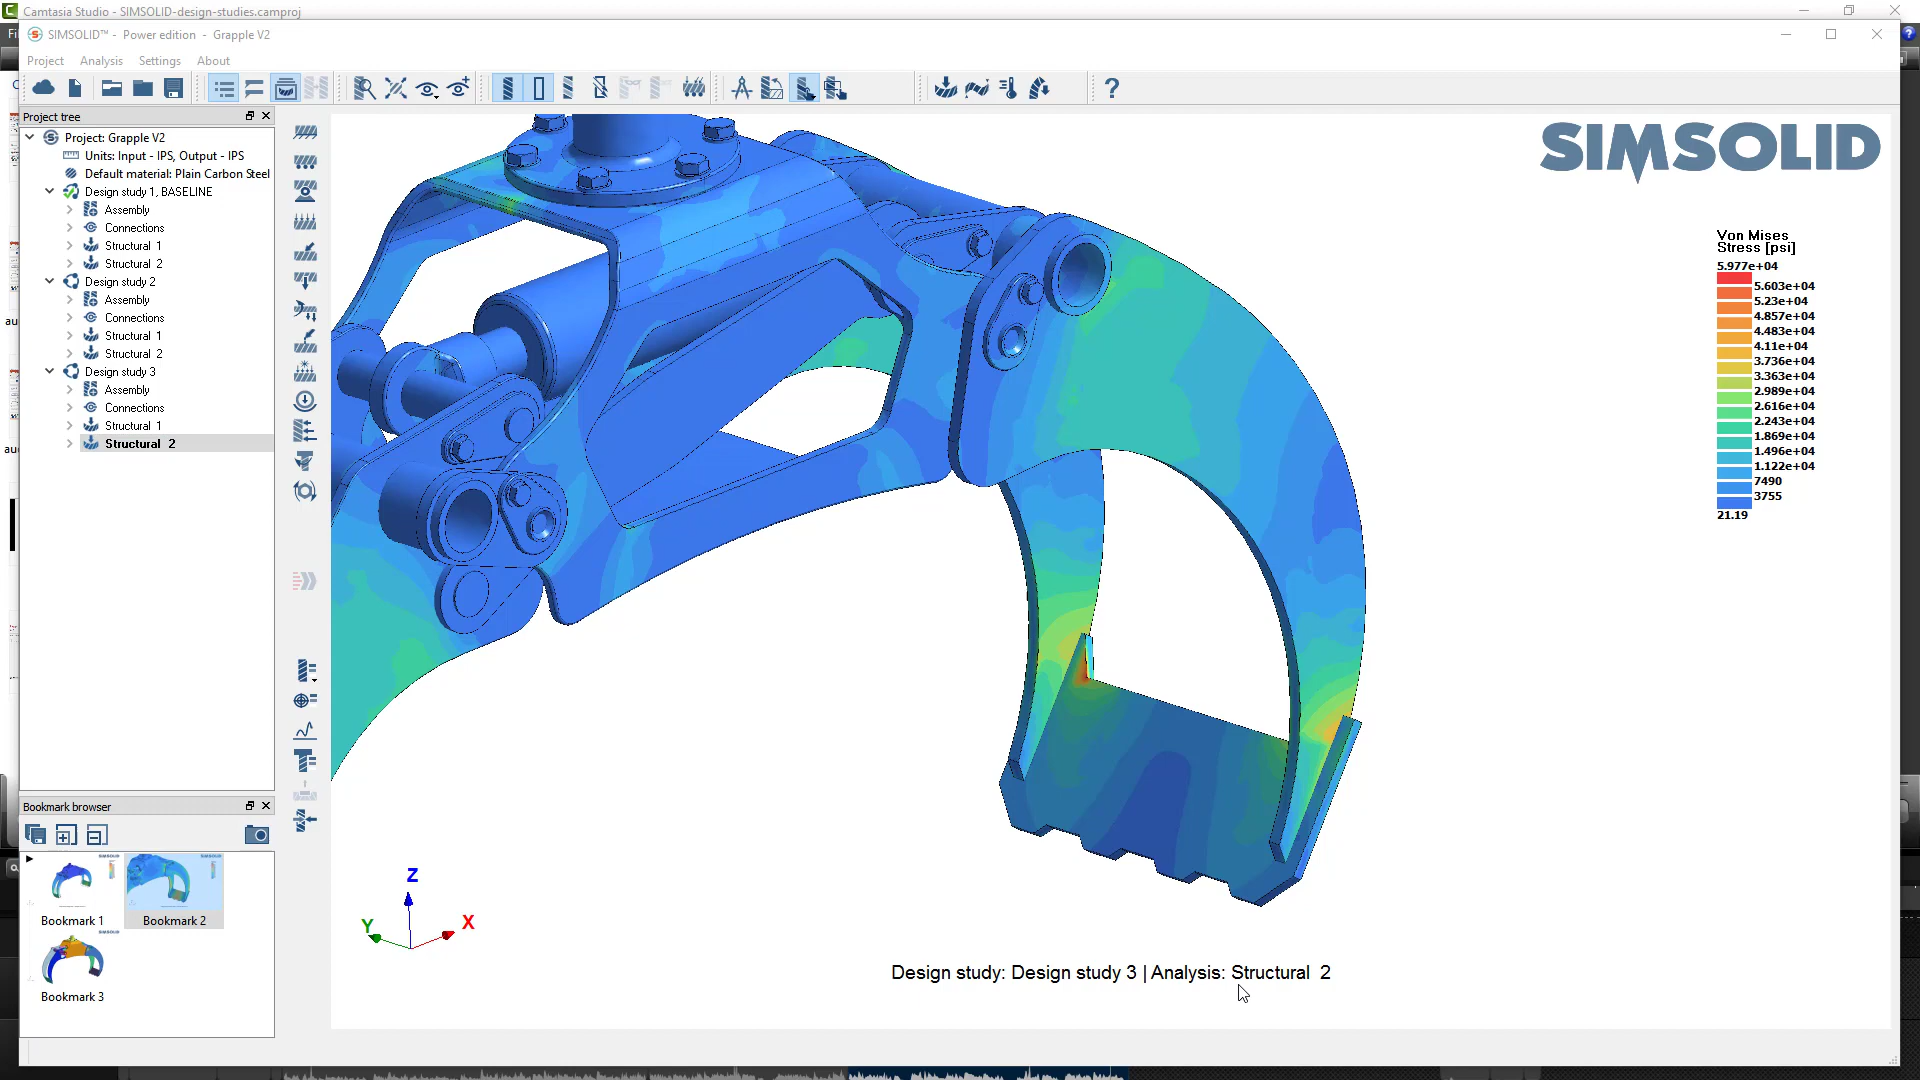 Camtasia Studio - SIMSOLID-design-studies.camproj
SIMSOLID™ - Power edition - Grapple V2
Project Analysis Settings About
Project tree
Project: Grapple V2
Units: Input - IPS, Output - IPS
Default material: Plain Carbon Steel
Design study 1, BASELINE
Assembly
Connections
Structural 1
Structural 2
Design study 2
Assembly
Connections
Structural 1
Structural 2
Design study 3
Assembly
Connections
Structural 1
Structural 2
Bookmark browser
Bookmark 1
Bookmark 2
Bookmark 3
SIMSOLID
Von Mises
Stress [psi]
5.977e+04
5.603e+04
5.23e+04
4.857e+04
4.483e+04
4.11e+04
3.736e+04
3.363e+04
2.989e+04
2.616e+04
2.243e+04
1.869e+04
1.496e+04
1.122e+04
7490
3755
21.19
Z
Y
X
Design study: Design study 3 | Analysis: Structural 2